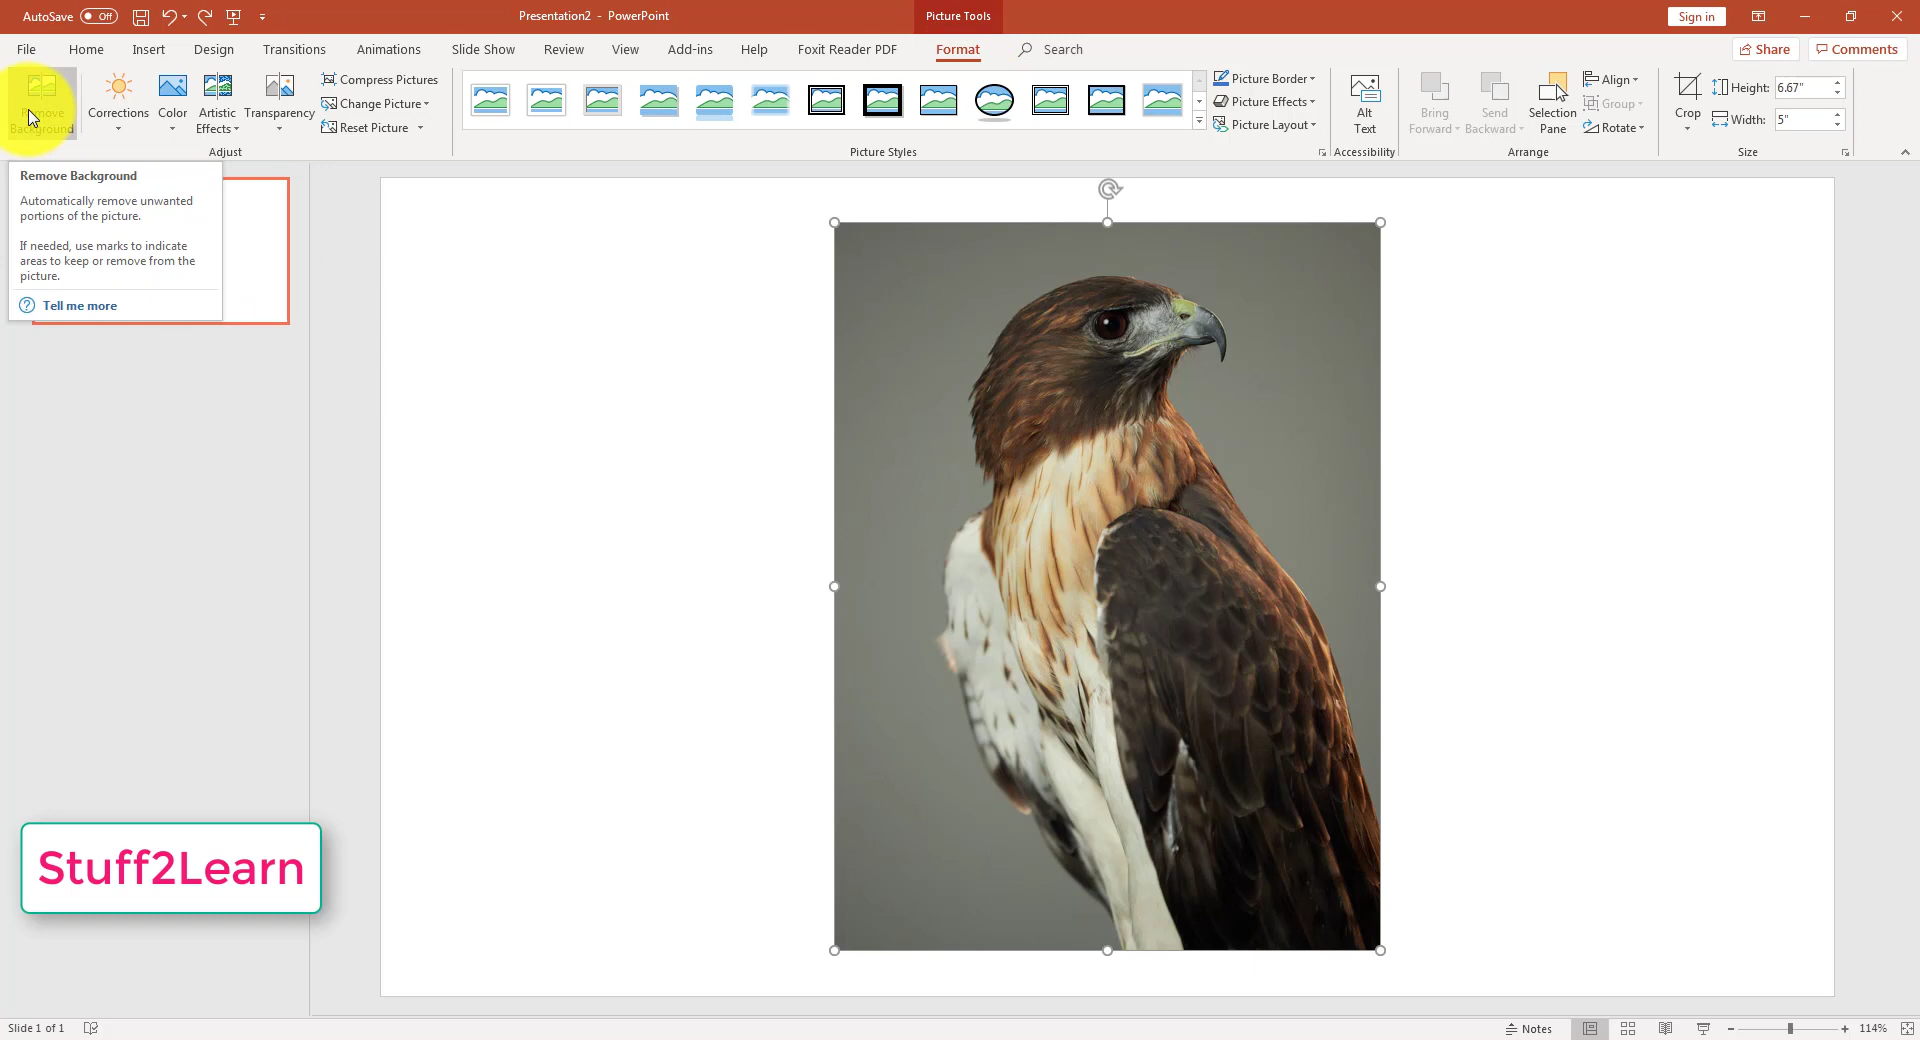 AutoSave Off
Presentation2 - PowerPoint
Picture Tools
Sign in
File Home Insert Design Transitions Animations Slide Show Review View Add-ins Help Foxit Reader PDF Format Search
Share Comments
Remove Background
Corrections
Color
Artistic Effects
Transparency
Compress Pictures
Change Picture
Reset Picture
Adjust
Picture Styles
Picture Border
Picture Effects
Picture Layout
Alt Text
Accessibility
Bring Forward
Send Backward
Selection Pane
Align
Group
Rotate
Arrange
Crop
Height: 6.67"
Width: 5"
Size
Remove Background
Automatically remove unwanted
portions of the picture.
If needed, use marks to indicate
areas to keep or remove from the
picture.
Tell me more
Stuff2Learn
Slide 1 of 1
Notes
114%